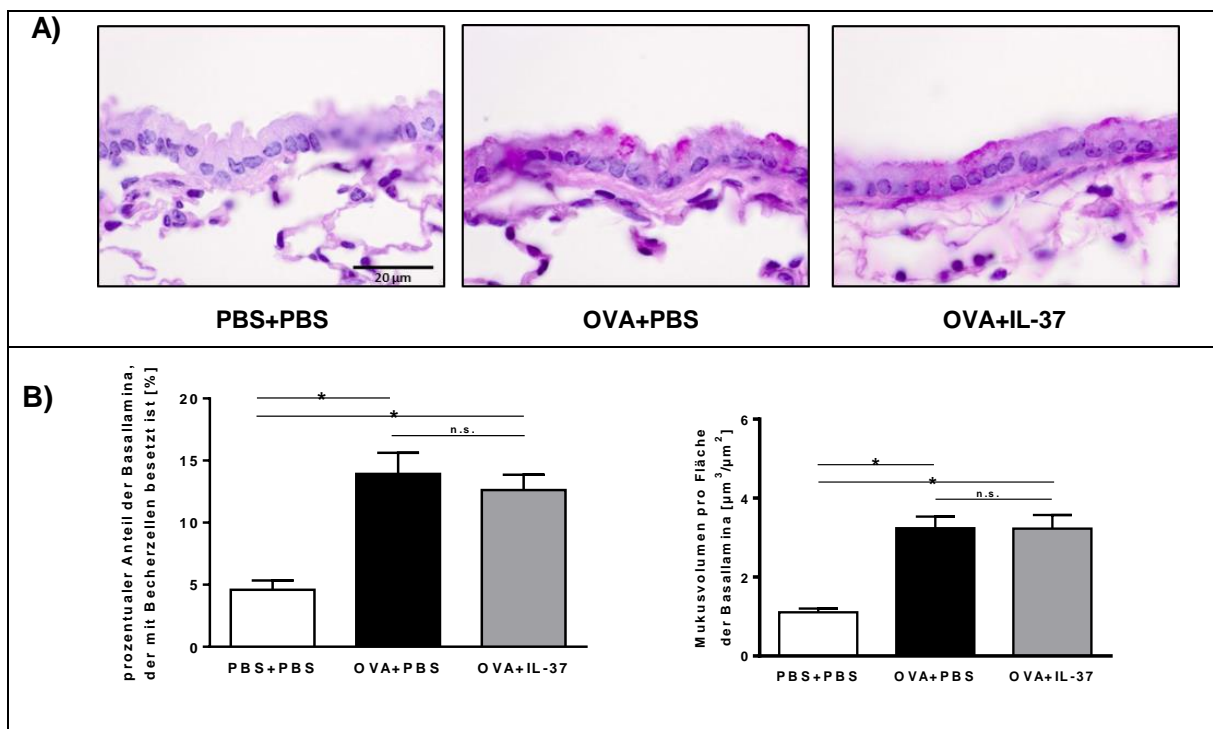 A)
20 µm
PBS+PBS
OVA+PBS
OVA+IL-37
B)
prozentualer Anteil der Basallamina,
der mit Becherzellen besetzt ist [%]
20
15
10
5
0
*
*
n.s.
PBS+PBS
OVA+PBS
OVA+IL-37
Mukusvolumen pro Fläche
der Basallamina [µm³/µm²]
6
4
2
0
*
*
n.s.
PBS+PBS
OVA+PBS
OVA+IL-37